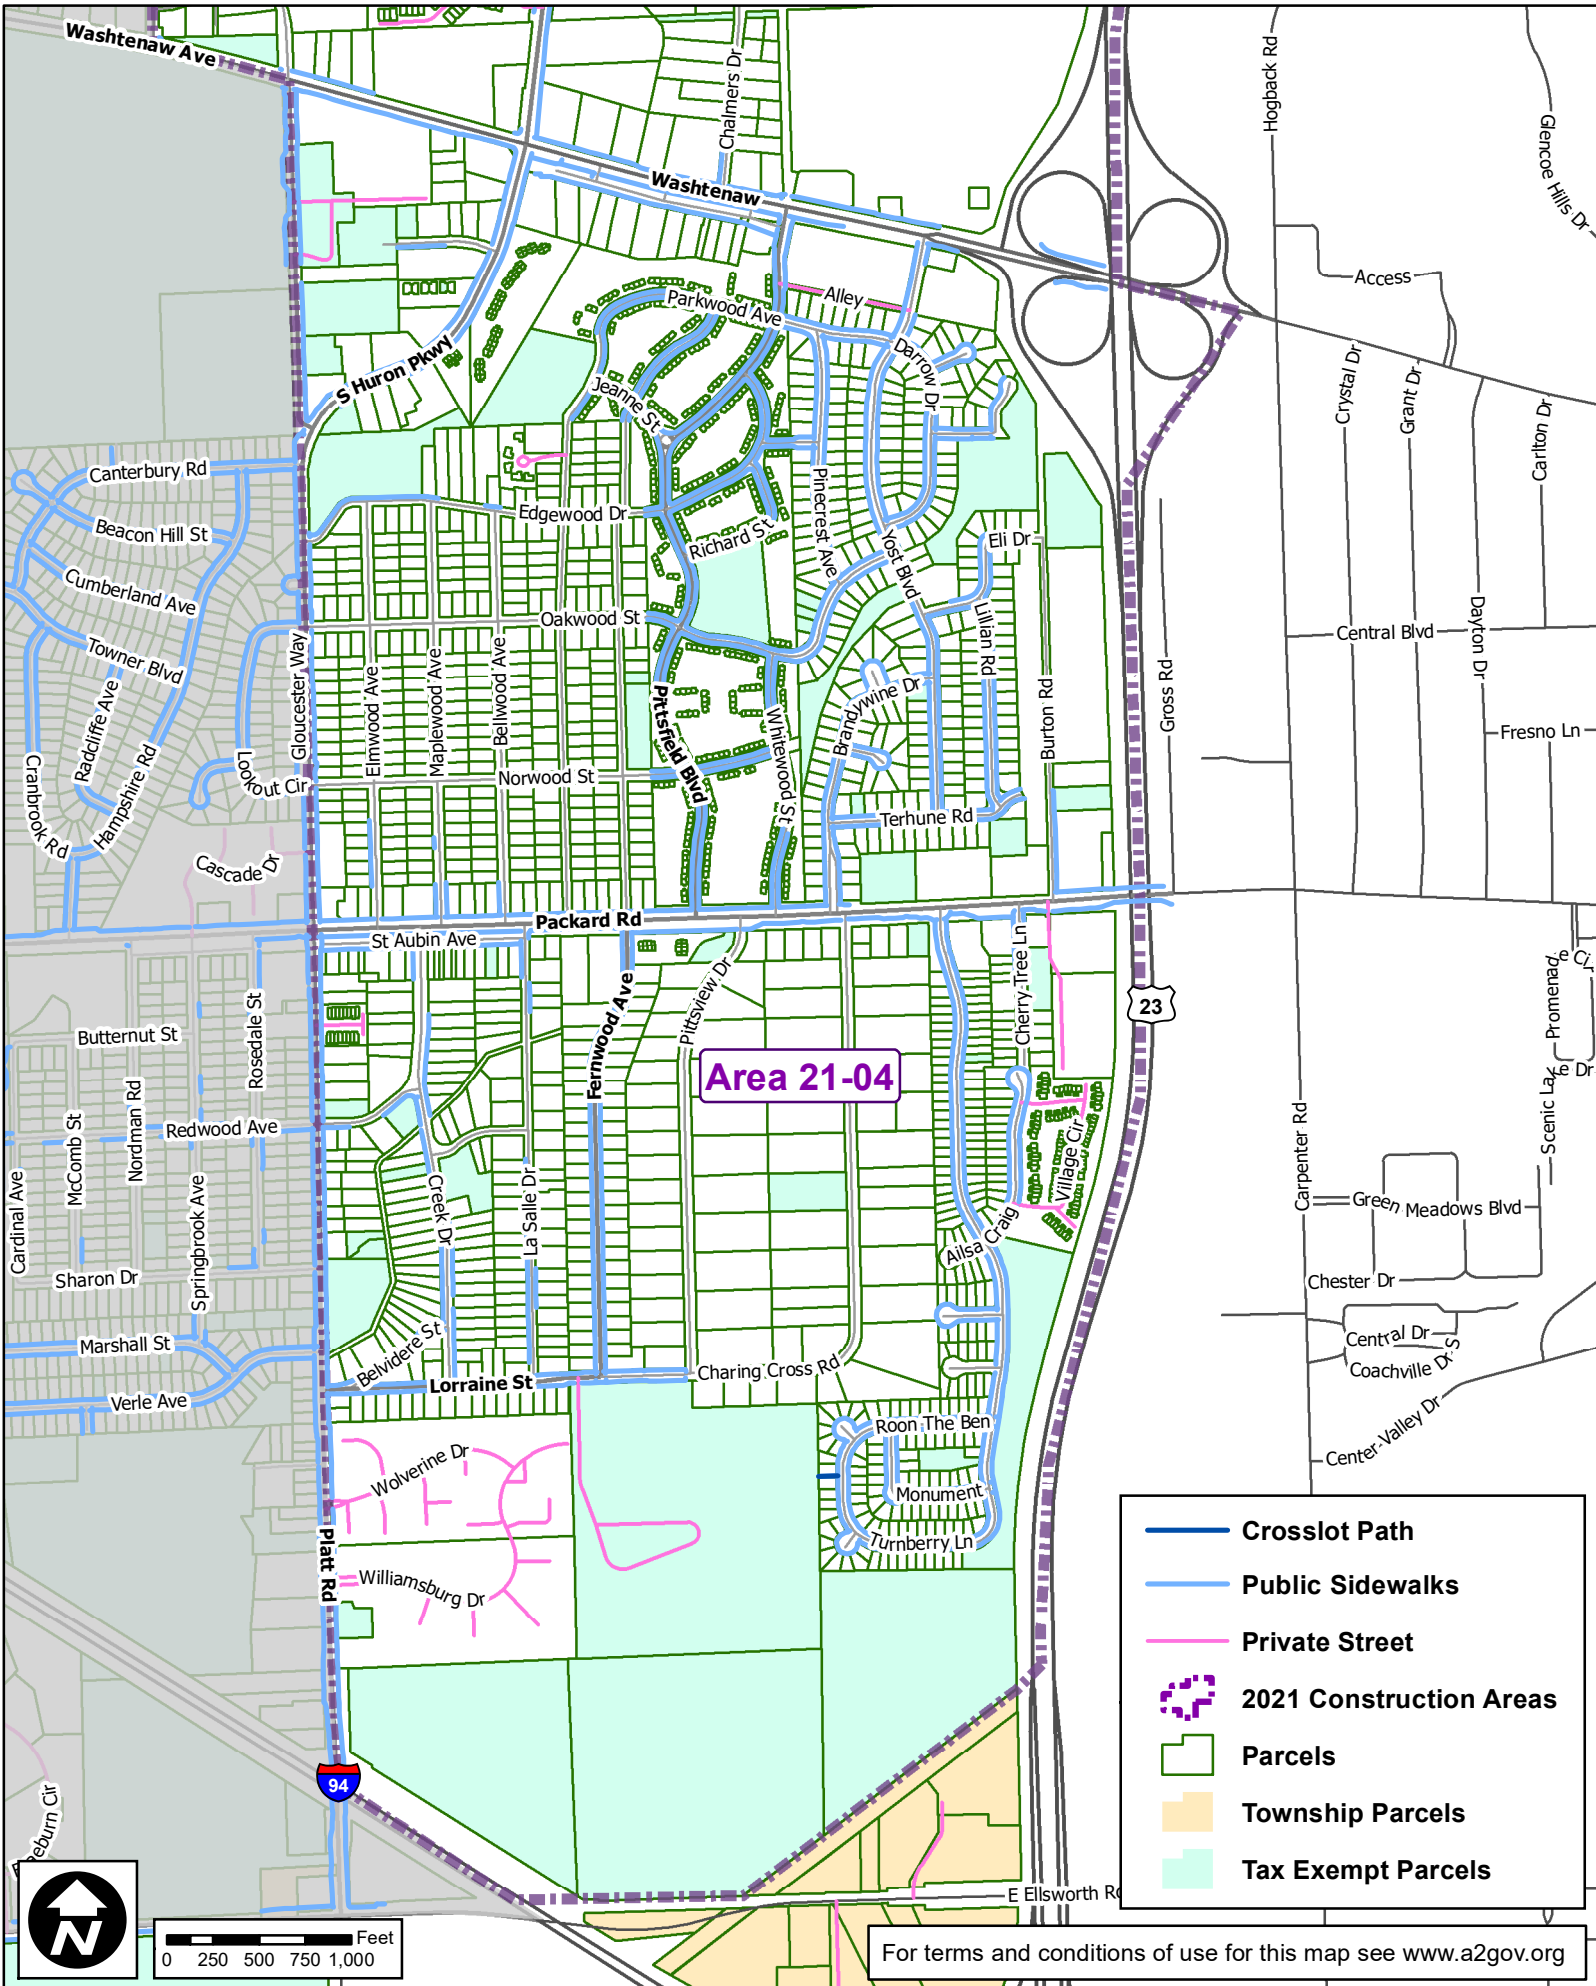 Washtenaw Ave
Chalmers Dr
Hogback Rd
Glencoe Hills Dr
Washtenaw
Access
Alley
Parkwood Ave
S Huron Pkwy
Jeanne St
Darrow Dr
Crystal Dr
Grant Dr
Carlton Dr
Canterbury Rd
Edgewood Dr
Richard St
Pinecrest Ave
Yost Blvd
Eli Dr
Beacon Hill St
Cumberland Ave
Oakwood St
Lillian Rd
Central Blvd
Dayton Dr
Towner Blvd
Radcliffe Ave
Gloucester Way
Elmwood Ave
Maplewood Ave
Bellwood Ave
Pittsfield Blvd
Whitewood St
Brandywine Dr
Burton Rd
Gross Rd
Fresno Ln
Cranbrook Rd
Hampshire Rd
Lookout Cir
Norwood St
Terhune Rd
Cascade Dr
Packard Rd
St Aubin Ave
Fernwood Ave
Pittsview Dr
Cherry Tree Ln
Promenade Cir
23
Butternut St
Rosedale St
Area 21-04
Nordman Rd
McComb St
Redwood Ave
Cardinal Ave
Springbrook Ave
Creek Dr
La Salle Dr
Village Cir
Ailsa Craig
Carpenter Rd
Green Meadows Blvd
Sharon Dr
Chester Dr
Marshall St
Belvidere St
Central Dr
Coachville Dr S
Verle Ave
Lorraine St
Charing Cross Rd
Center Valley Dr
Roon The Ben
Wolverine Dr
Monument
Turnberry Ln
Platt Rd
Williamsburg Dr
94
E Ellsworth Rd
Crosslot Path
Public Sidewalks
Private Street
2021 Construction Areas
Parcels
Township Parcels
Tax Exempt Parcels
N
Feet
0 250 500 750 1,000
For terms and conditions of use for this map see www.a2gov.org